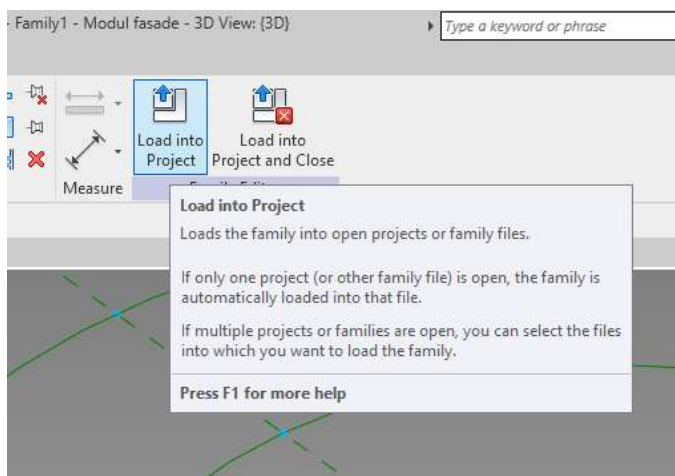 - Family1 - Modul fasade - 3D View: {3D}
Type a keyword or phrase
Load into
Project
Load into
Project and Close
Measure
Load into Project
Loads the family into open projects or family files.
If only one project (or other family file) is open, the family is
automatically loaded into that file.
If multiple projects or families are open, you can select the files
into which you want to load the family.
Press F1 for more help